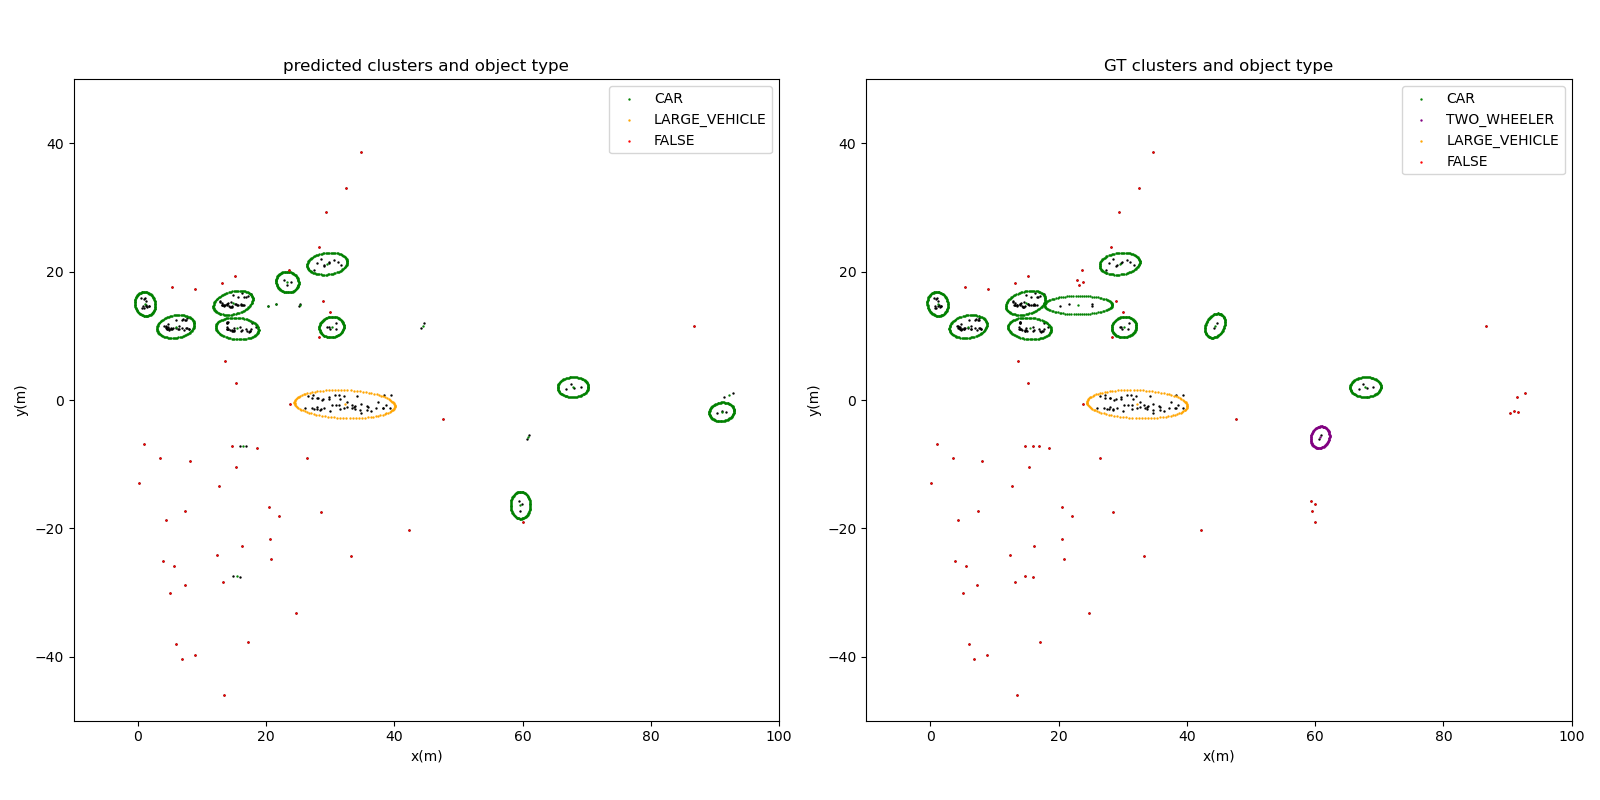 predicted clusters and object type
CAR
LARGE_VEHICLE
FALSE
40
20
0
−20
−40
y(m)
0
20
40
60
80
100
x(m)
GT clusters and object type
CAR
TWO_WHEELER
LARGE_VEHICLE
FALSE
40
20
0
−20
−40
y(m)
0
20
40
60
80
100
x(m)